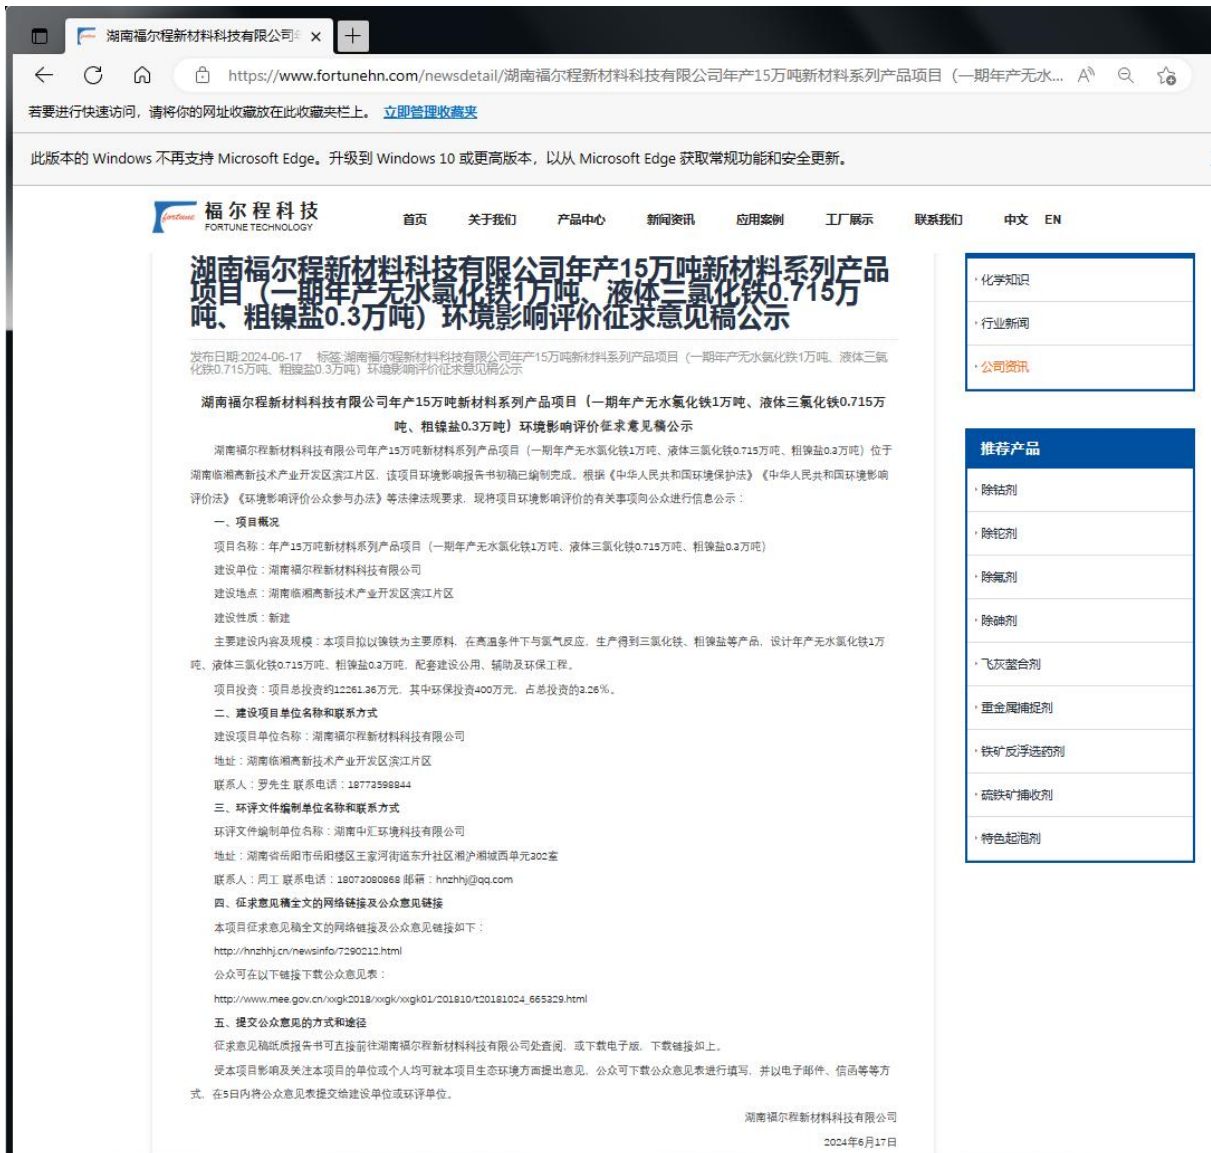 湖南福尔程新材料科技有限公司年
https://www.fortunehn.com/newsdetail/湖南福尔程新材料科技有限公司年产15万吨新材料系列产品项目（一期年产无水...
若要进行快速访问，请将你的网址收藏放在此收藏夹栏上。 立即管理收藏夹
此版本的 Windows 不再支持 Microsoft Edge。升级到 Windows 10 或更高版本，以从 Microsoft Edge 获取常规功能和安全更新。
fortune 福尔程科技
FORTUNE TECHNOLOGY
首页 关于我们 产品中心 新闻资讯 应用案例 工厂展示 联系我们 中文 EN
湖南福尔程新材料科技有限公司年产15万吨新材料系列产品
项目（一期年产无水氯化铁1万吨、液体三氯化铁0.715万
吨、粗镍盐0.3万吨）环境影响评价征求意见稿公示
发布日期:2024-06-17 标签:湖南福尔程新材料科技有限公司年产15万吨新材料系列产品项目（一期年产无水氯化铁1万吨、液体三氯
化铁0.715万吨、粗镍盐0.3万吨）环境影响评价征求意见稿公示
湖南福尔程新材料科技有限公司年产15万吨新材料系列产品项目（一期年产无水氯化铁1万吨、液体三氯化铁0.715万
吨、粗镍盐0.3万吨）环境影响评价征求意见稿公示
湖南福尔程新材料科技有限公司年产15万吨新材料系列产品项目（一期年产无水氯化铁1万吨、液体三氯化铁0.715万吨、粗镍盐0.3万吨）位于
湖南临湘高新技术产业开发区滨江片区，该项目环境影响报告书初稿已编制完成。根据《中华人民共和国环境保护法》《中华人民共和国环境影响
评价法》《环境影响评价公众参与办法》等法律法规要求，现将项目环境影响评价的有关事项向公众进行信息公示：
一、项目概况
项目名称：年产15万吨新材料系列产品项目（一期年产无水氯化铁1万吨、液体三氯化铁0.715万吨、粗镍盐0.3万吨）
建设单位：湖南福尔程新材料科技有限公司
建设地点：湖南临湘高新技术产业开发区滨江片区
建设性质：新建
主要建设内容及规模：本项目拟以镍铁为主要原料，在高温条件下与氯气反应，生产得到三氯化铁、粗镍盐等产品，设计年产无水氯化铁1万
吨、液体三氯化铁0.715万吨、粗镍盐0.3万吨，配套建设公用、辅助及环保工程。
项目投资：项目总投资约12261.36万元，其中环保投资400万元，占总投资的3.26%。
二、建设项目单位名称和联系方式
建设项目单位名称：湖南福尔程新材料科技有限公司
地址：湖南临湘高新技术产业开发区滨江片区
联系人：罗先生 联系电话：18773598844
三、环评文件编制单位名称和联系方式
环评文件编制单位名称：湖南中汇环境科技有限公司
地址：湖南省岳阳市岳阳楼区王家河街道东升社区湘沪湘城西单元302室
联系人：周工 联系电话：18073080868 邮箱：hnzhhj@qq.com
四、征求意见稿全文的网络链接及公众意见链接
本项目征求意见稿全文的网络链接及公众意见链接如下：
http://hnzhhj.cn/newsinfo/7290212.html
公众可在以下链接下载公众意见表：
http://www.mee.gov.cn/xxgk2018/xxgk/xxgk01/201810/t20181024_665329.html
五、提交公众意见的方式和途径
征求意见稿纸质报告书可直接前往湖南福尔程新材料科技有限公司处查阅，或下载电子版，下载链接如上。
受本项目影响及关注本项目的单位或个人均可就本项目生态环境方面提出意见，公众可下载公众意见表进行填写，并以电子邮件、信函等等方
式，在5日内将公众意见表提交给建设单位或环评单位。
湖南福尔程新材料科技有限公司
2024年6月17日
化学知识
行业新闻
公司资讯
推荐产品
除钴剂
除铊剂
除氟剂
除砷剂
飞灰螯合剂
重金属捕捉剂
铁矿反浮选药剂
硫铁矿捕收剂
特色起泡剂